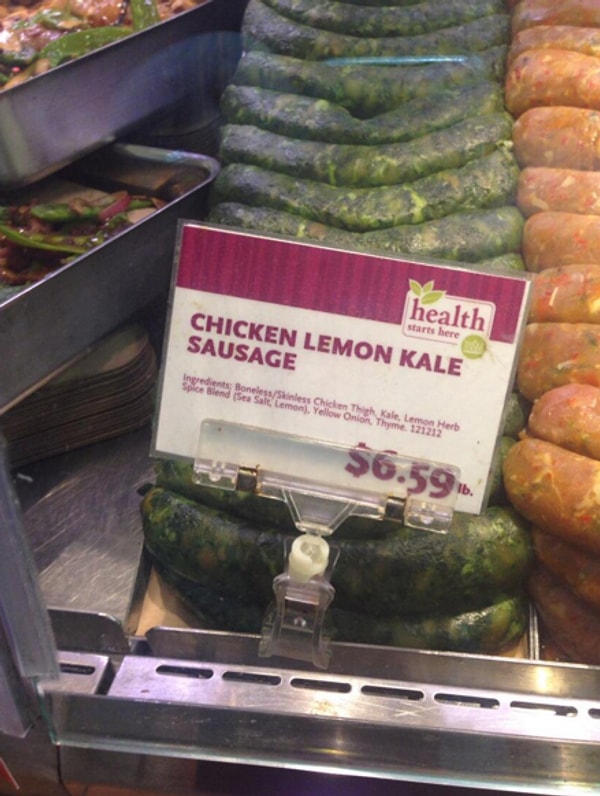 health
starts here
CHICKEN LEMON KALE
SAUSAGE
Ingredients: Boneless/Skinless Chicken Thigh, Kale, Lemon Herb
Spice Blend (Sea Salt, Lemon), Yellow Onion, Thyme. 121212
$6.59 lb.